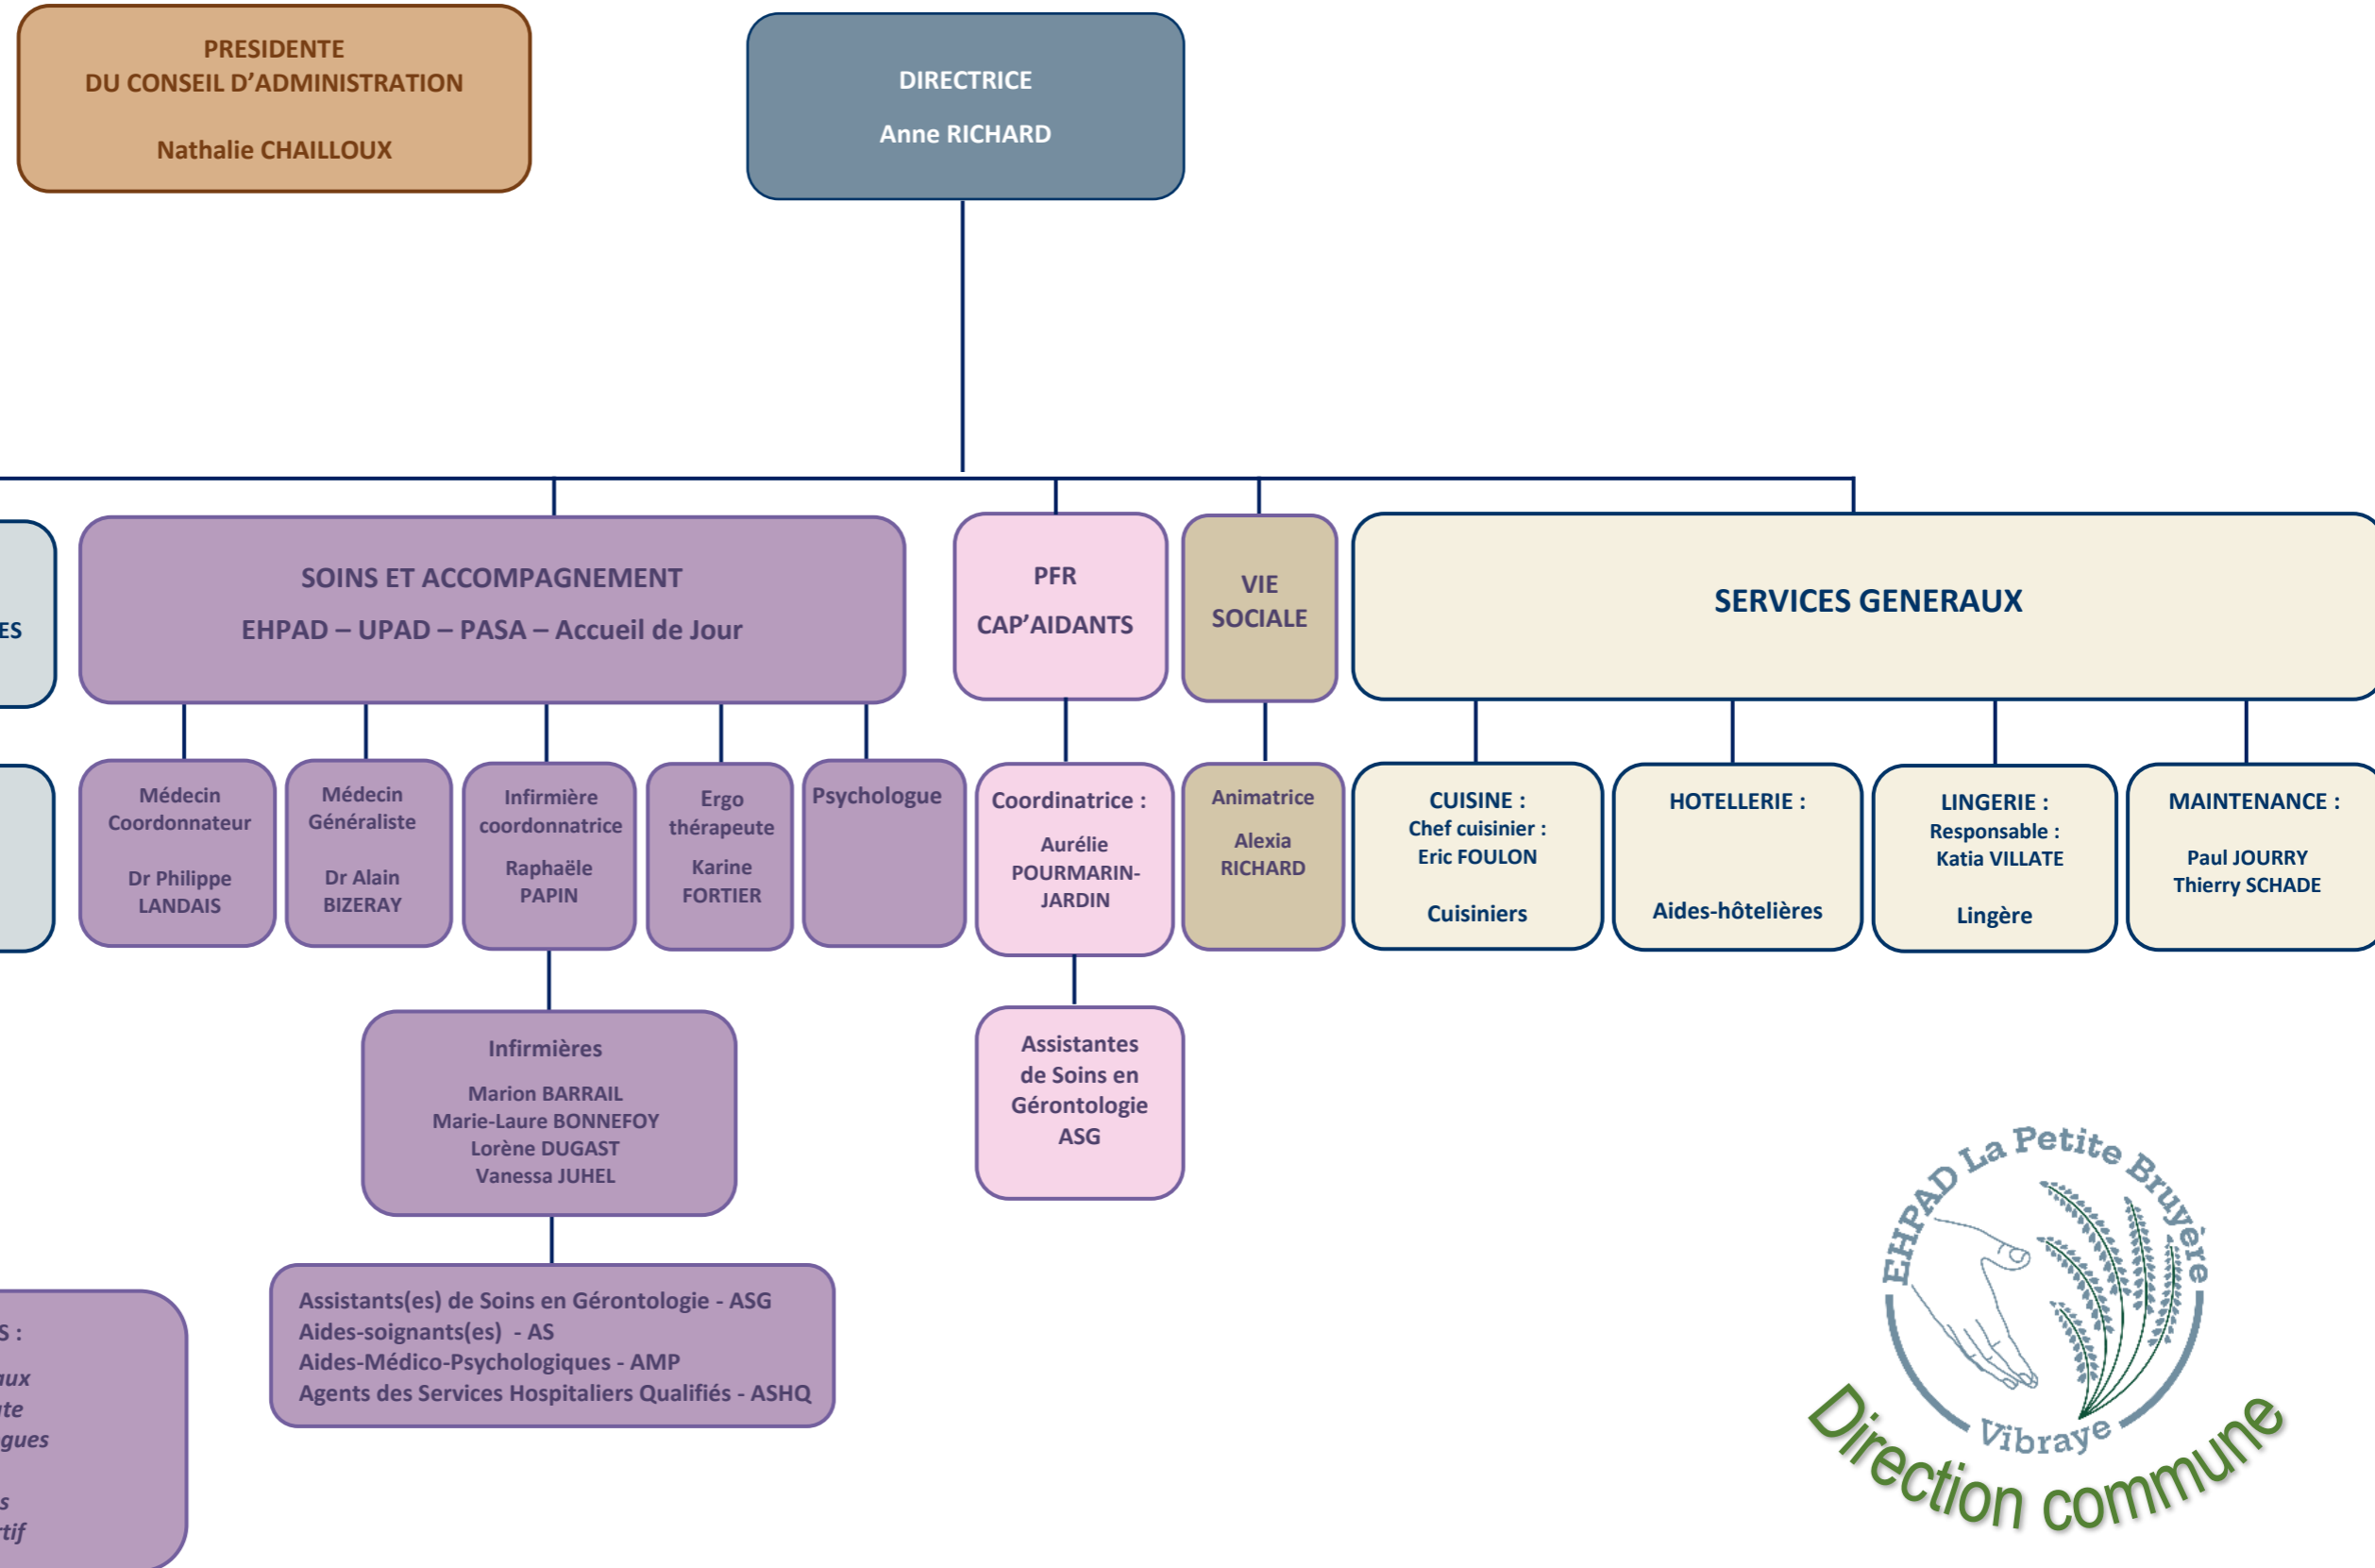 PRESIDENTE
DU CONSEIL D’ADMINISTRATION
Nathalie CHAILLOUX
DIRECTRICE
Anne RICHARD
SOINS ET ACCOMPAGNEMENT
EHPAD – UPAD – PASA – Accueil de Jour
PFR
CAP’AIDANTS
VIE
SOCIALE
SERVICES GENERAUX
Médecin
Coordonnateur
Dr Philippe
LANDAIS
Médecin
Généraliste
Dr Alain
BIZERAY
Infirmière
coordonnatrice
Raphaële
PAPIN
Ergo
thérapeute
Karine
FORTIER
Psychologue
Coordinatrice :
Aurélie
POURMARIN-
JARDIN
Animatrice
Alexia
RICHARD
CUISINE :
Chef cuisinier :
Eric FOULON
Cuisiniers
HOTELLERIE :
Aides-hôtelières
LINGERIE :
Responsable :
Katia VILLATE
Lingère
MAINTENANCE :
Paul JOURRY
Thierry SCHADE
Infirmières
Marion BARRAIL
Marie-Laure BONNEFOY
Lorène DUGAST
Vanessa JUHEL
Assistantes
de Soins en
Gérontologie
ASG
Assistants(es) de Soins en Gérontologie - ASG
Aides-soignants(es) - AS
Aides-Médico-Psychologiques - AMP
Agents des Services Hospitaliers Qualifiés - ASHQ
EHPAD La Petite Bruyère
Vibraye
Direction commune